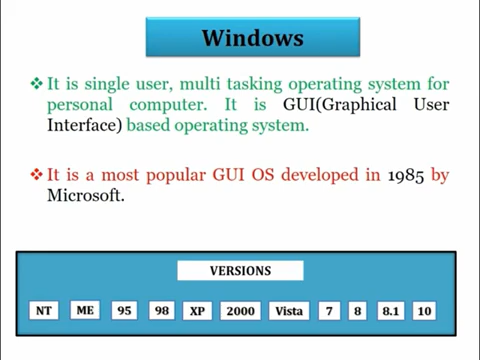 Windows
❖ It is single user, multi tasking operating system for
personal computer. It is GUI(Graphical User
Interface) based operating system.
❖ It is a most popular GUI OS developed in 1985 by
Microsoft.
VERSIONS
NT ME 95 98 XP 2000 Vista 7 8 8.1 10